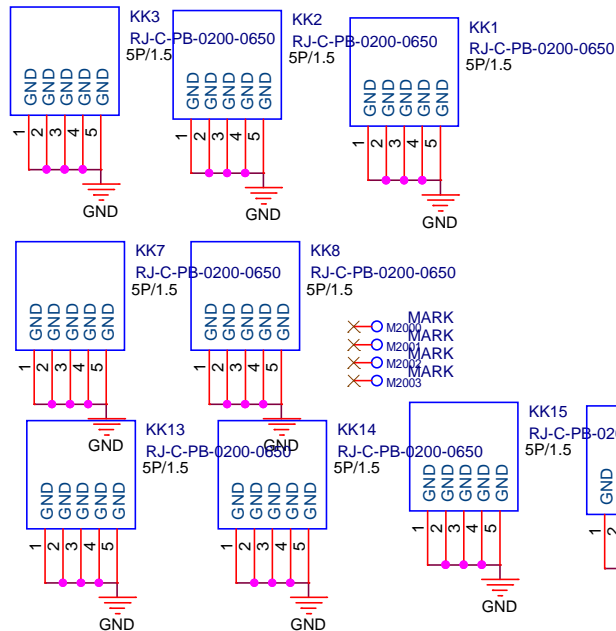 KK3
RJ-C-PB-0200-0650
5P/1.5
GND GND GND GND GND
1 2 3 4 5
GND
KK2
RJ-C-PB-0200-0650
5P/1.5
GND GND GND GND GND
1 2 3 4 5
GND
KK1
RJ-C-PB-0200-0650
5P/1.5
GND GND GND GND GND
1 2 3 4 5
GND
KK7
RJ-C-PB-0200-0650
5P/1.5
GND GND GND GND GND
1 2 3 4 5
GND
KK8
RJ-C-PB-0200-0650
5P/1.5
GND GND GND GND GND
1 2 3 4 5
GND
MARK
M2000
MARK
M2001
MARK
M2002
MARK
M2003
KK13
RJ-C-PB-0200-0650
5P/1.5
GND GND GND GND GND
1 2 3 4 5
GND
KK14
RJ-C-PB-0200-0650
5P/1.5
GND GND GND GND GND
1 2 3 4 5
GND
KK15
RJ-C-PB-02
5P/1.5
GND GND GND GND GND
1 2 3 4 5
GND
GND
1
2